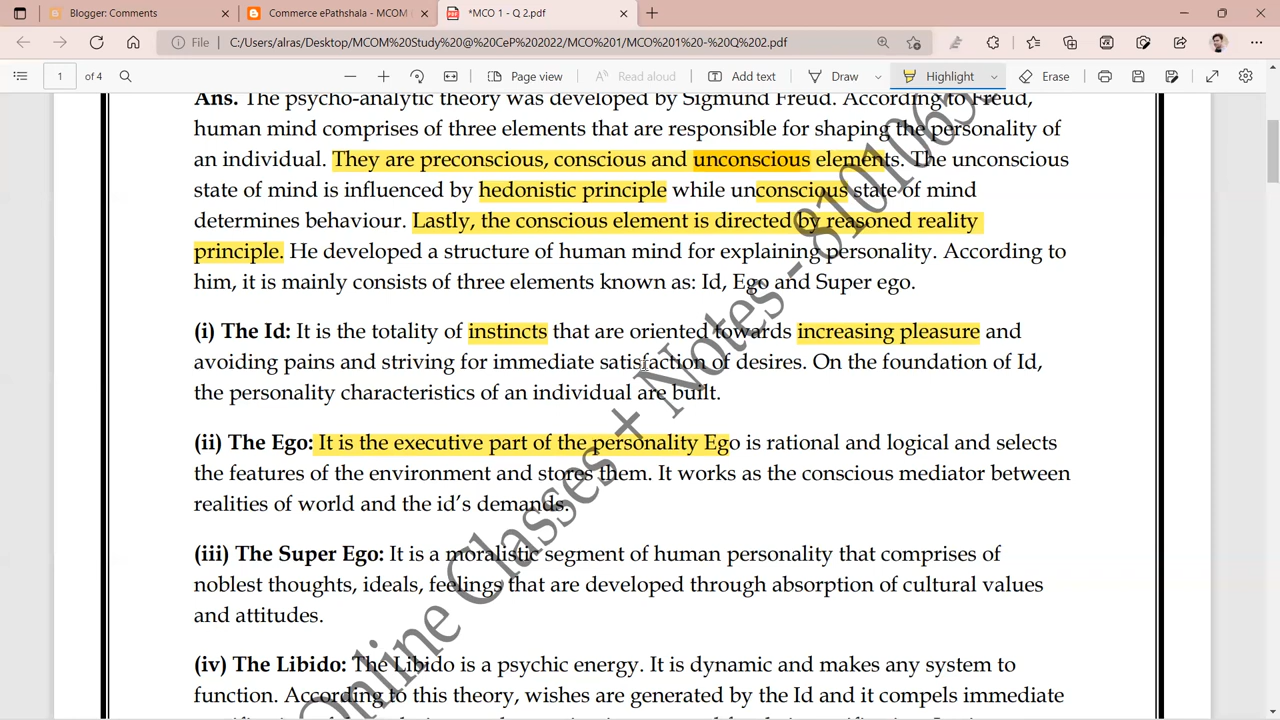 Blogger: Comments
Commerce ePathshala - MCOM
*MCO 1 - Q 2.pdf
File
C:/Users/alras/Desktop/MCOM%20Study%20@%20CeP%202022/MCO%201/MCO%201%20-%20Q%202.pdf
1 of 4
Page view
Read aloud
Add text
Draw
Highlight
Erase
Ans. The psycho-analytic theory was developed by Sigmund Freud. According to Freud,
human mind comprises of three elements that are responsible for shaping the personality of
an individual. They are preconscious, conscious and unconscious elements. The unconscious
state of mind is influenced by hedonistic principle while unconscious state of mind
determines behaviour. Lastly, the conscious element is directed by reasoned reality
principle. He developed a structure of human mind for explaining personality. According to
him, it is mainly consists of three elements known as: Id, Ego and Super ego.
(i) The Id: It is the totality of instincts that are oriented towards increasing pleasure and
avoiding pains and striving for immediate satisfaction of desires. On the foundation of Id,
the personality characteristics of an individual are built.
(ii) The Ego: It is the executive part of the personality Ego is rational and logical and selects
the features of the environment and stores them. It works as the conscious mediator between
realities of world and the id's demands.
(iii) The Super Ego: It is a moralistic segment of human personality that comprises of
noblest thoughts, ideals, feelings that are developed through absorption of cultural values
and attitudes.
(iv) The Libido: The Libido is a psychic energy. It is dynamic and makes any system to
function. According to this theory, wishes are generated by the Id and it compels immediate
Online Classes + Notes -